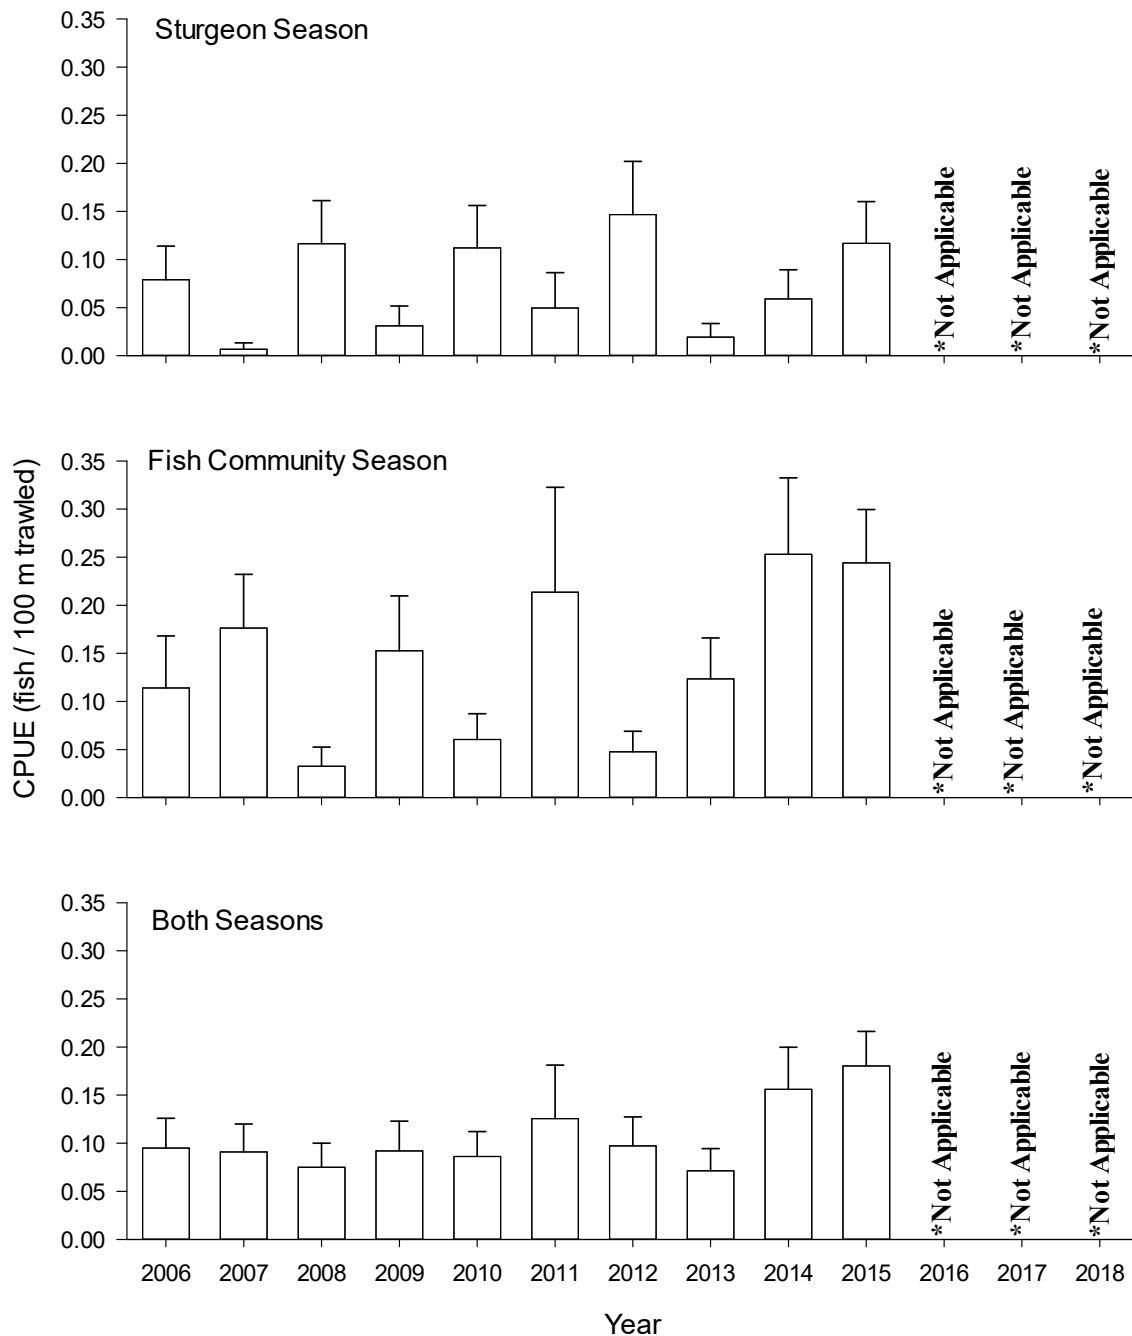 Sturgeon Season
0.35
0.30
0.25
0.20
0.15
0.10
0.05
0.00
*Not Applicable
*Not Applicable
*Not Applicable
CPUE (fish / 100 m trawled)
Fish Community Season
0.35
0.30
0.25
0.20
0.15
0.10
0.05
0.00
*Not Applicable
*Not Applicable
*Not Applicable
Both Seasons
0.35
0.30
0.25
0.20
0.15
0.10
0.05
0.00
*Not Applicable
*Not Applicable
*Not Applicable
2006 2007 2008 2009 2010 2011 2012 2013 2014 2015 2016 2017 2018
Year